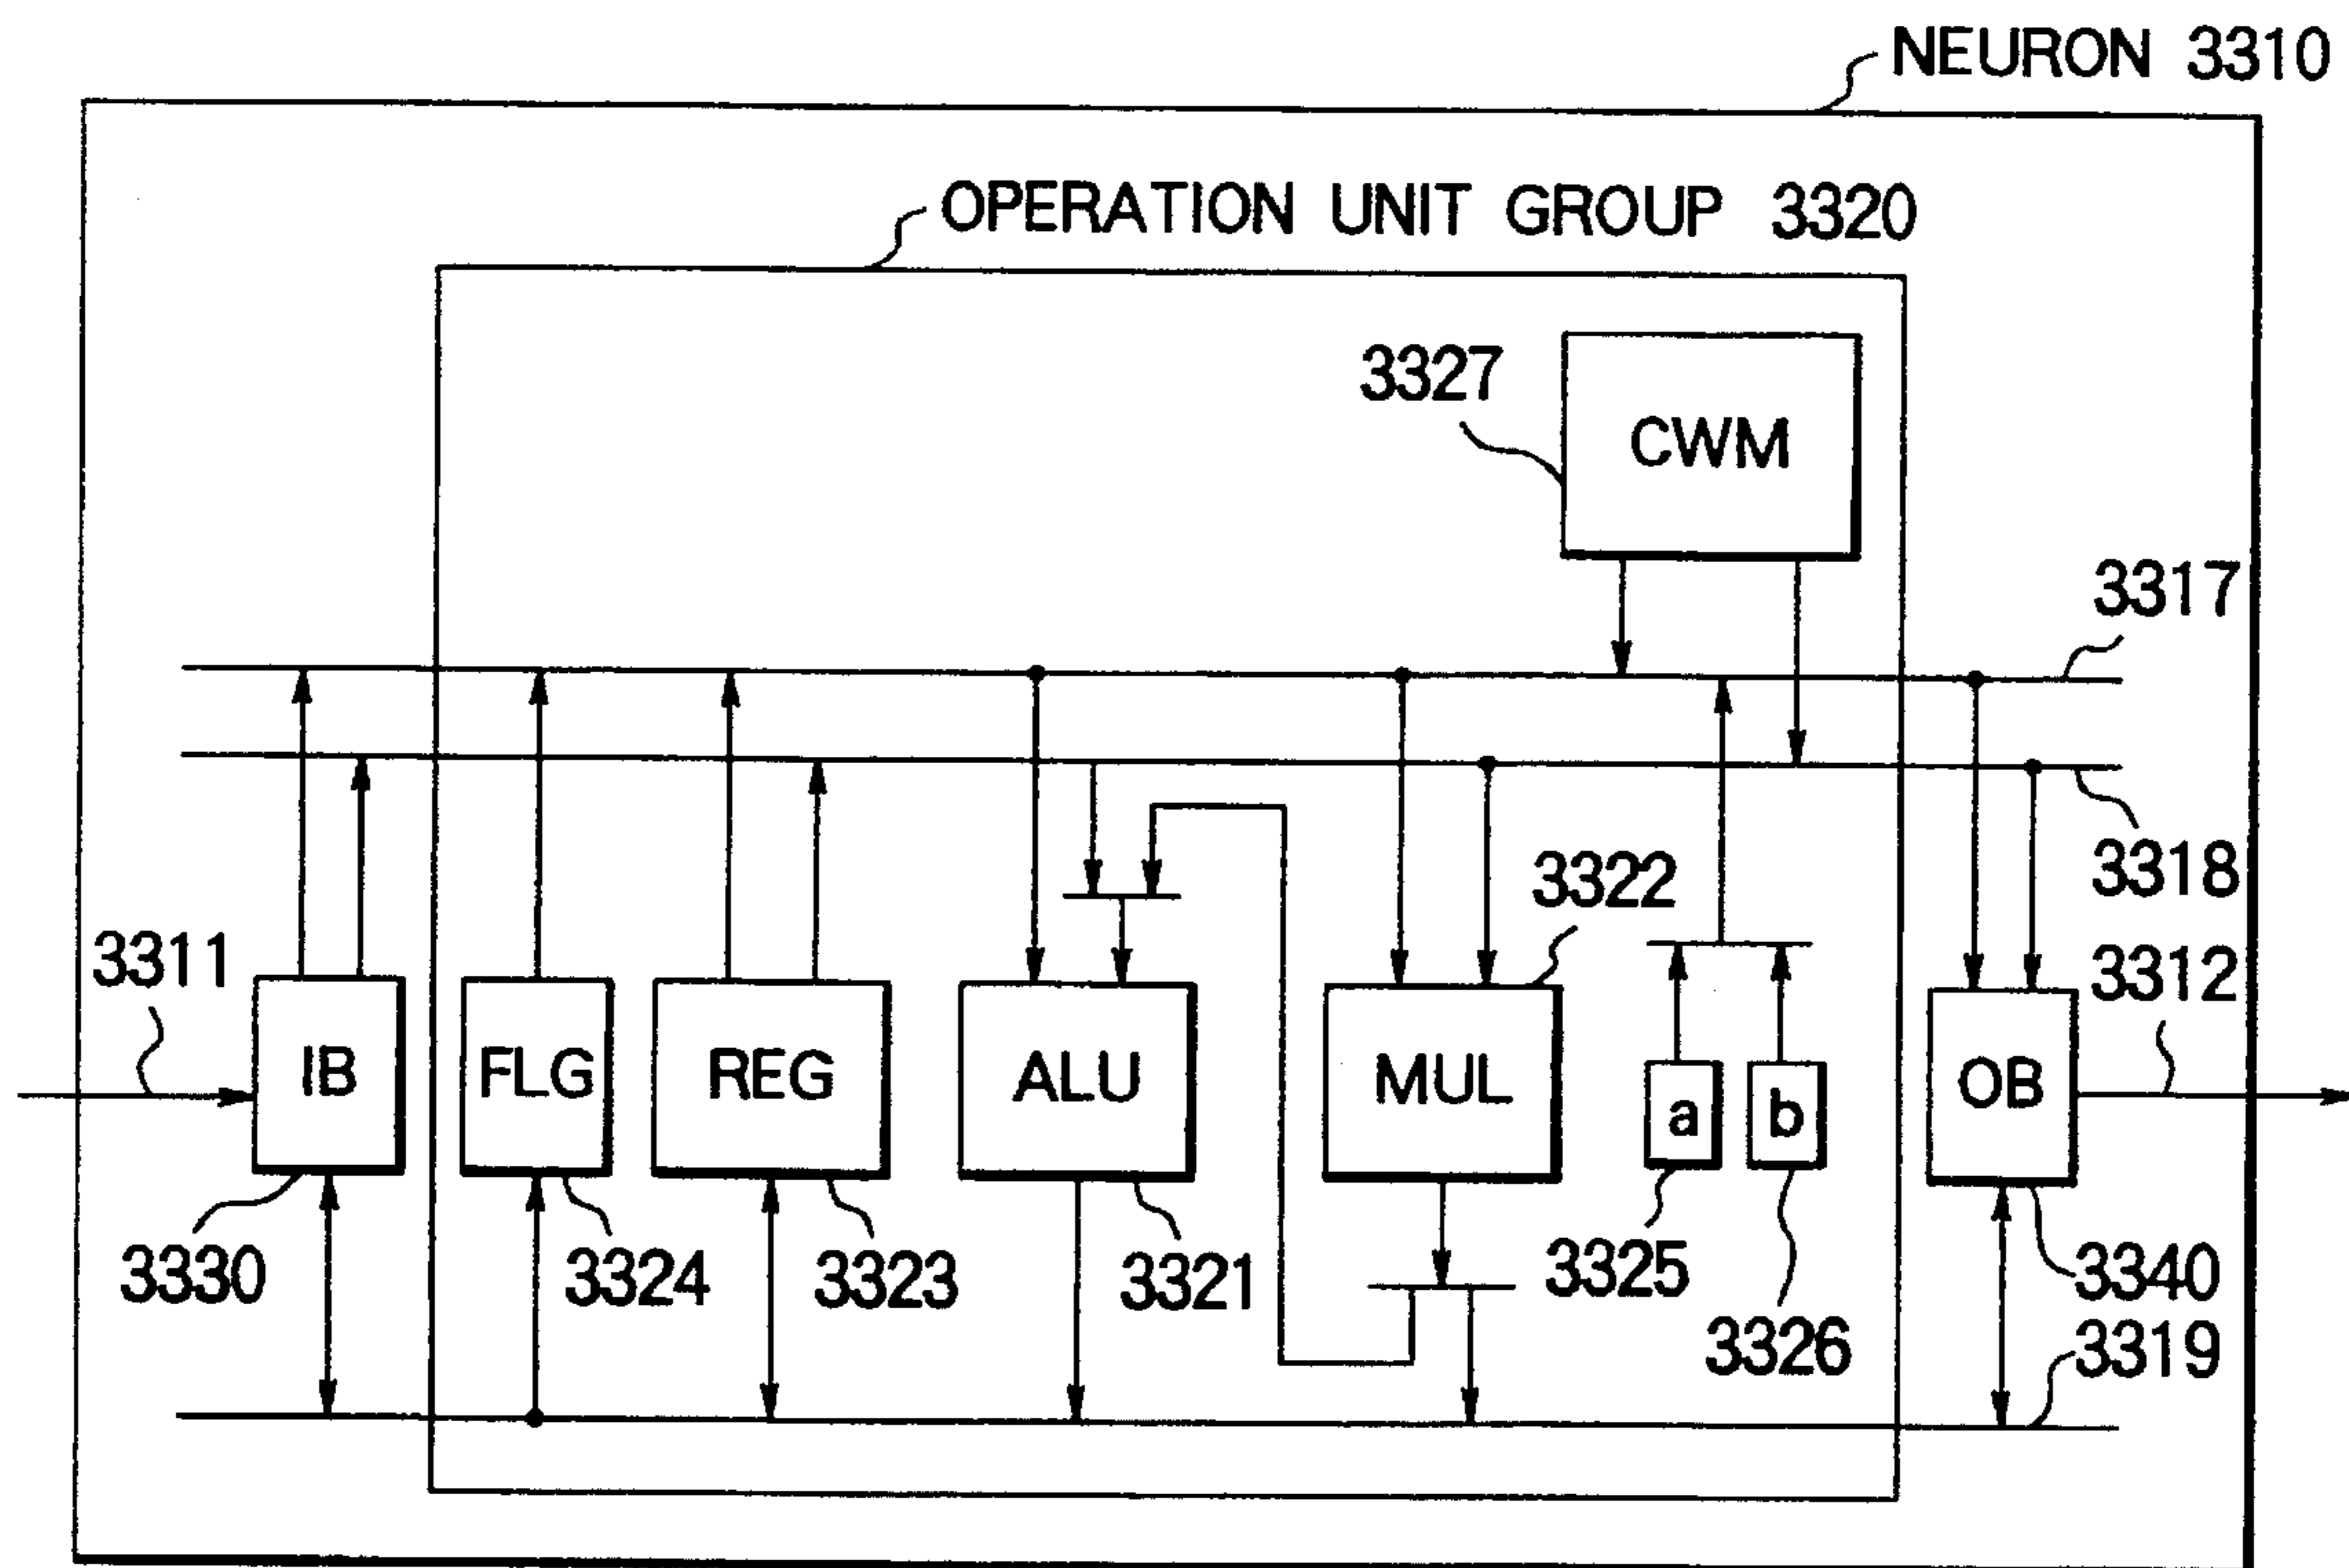 NEURON 3310
OPERATION UNIT GROUP 3320
3327
CWM
3317
3318
3322
3311
3312
IB
FLG
REG
ALU
MUL
a
b
OB
3330
3324
3323
3321
3325
3326
3340
3319